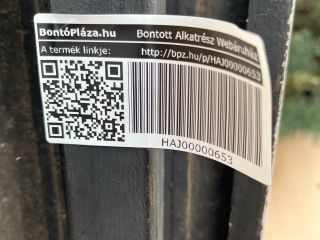 BontóPláza.hu Bontott Alkatrész Webáruház
A termék linkje: http://bpz.hu/p/HAJ00000653
HAJ00000653